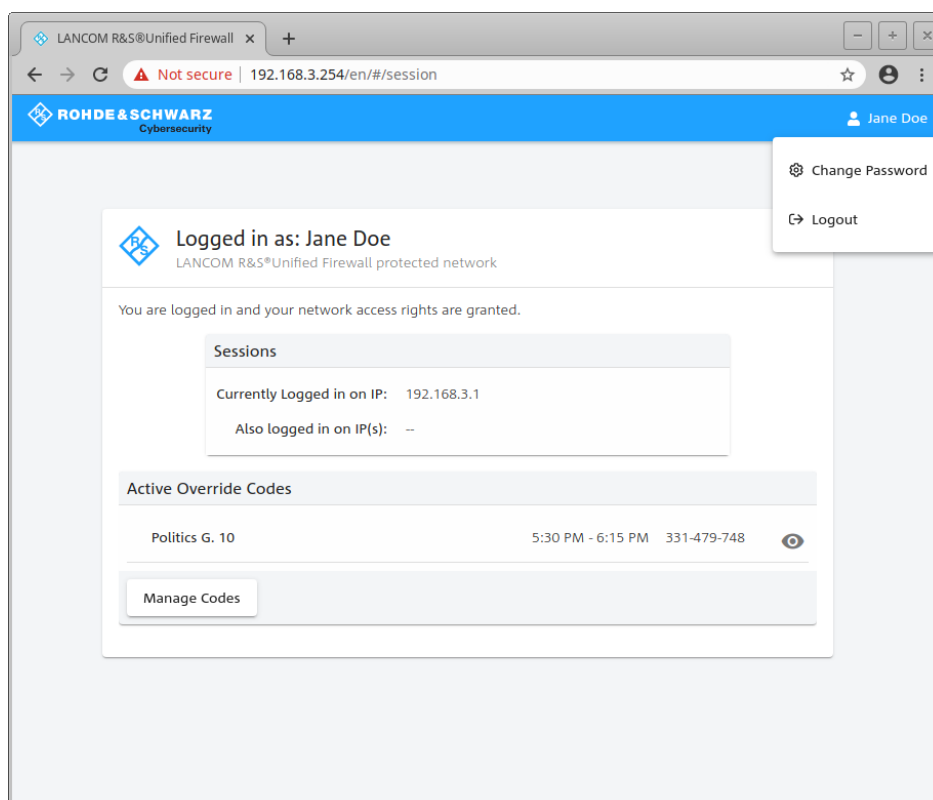 LANCOM R&S®Unified Firewall
Not secure | 192.168.3.254/en/#/session
ROHDE&SCHWARZ
Cybersecurity
Jane Doe
Change Password
Logout
R S
Logged in as: Jane Doe
LANCOM R&S®Unified Firewall protected network
You are logged in and your network access rights are granted.
Sessions
Currently Logged in on IP: 192.168.3.1
Also logged in on IP(s): --
Active Override Codes
Politics G. 10 5:30 PM - 6:15 PM 331-479-748
Manage Codes